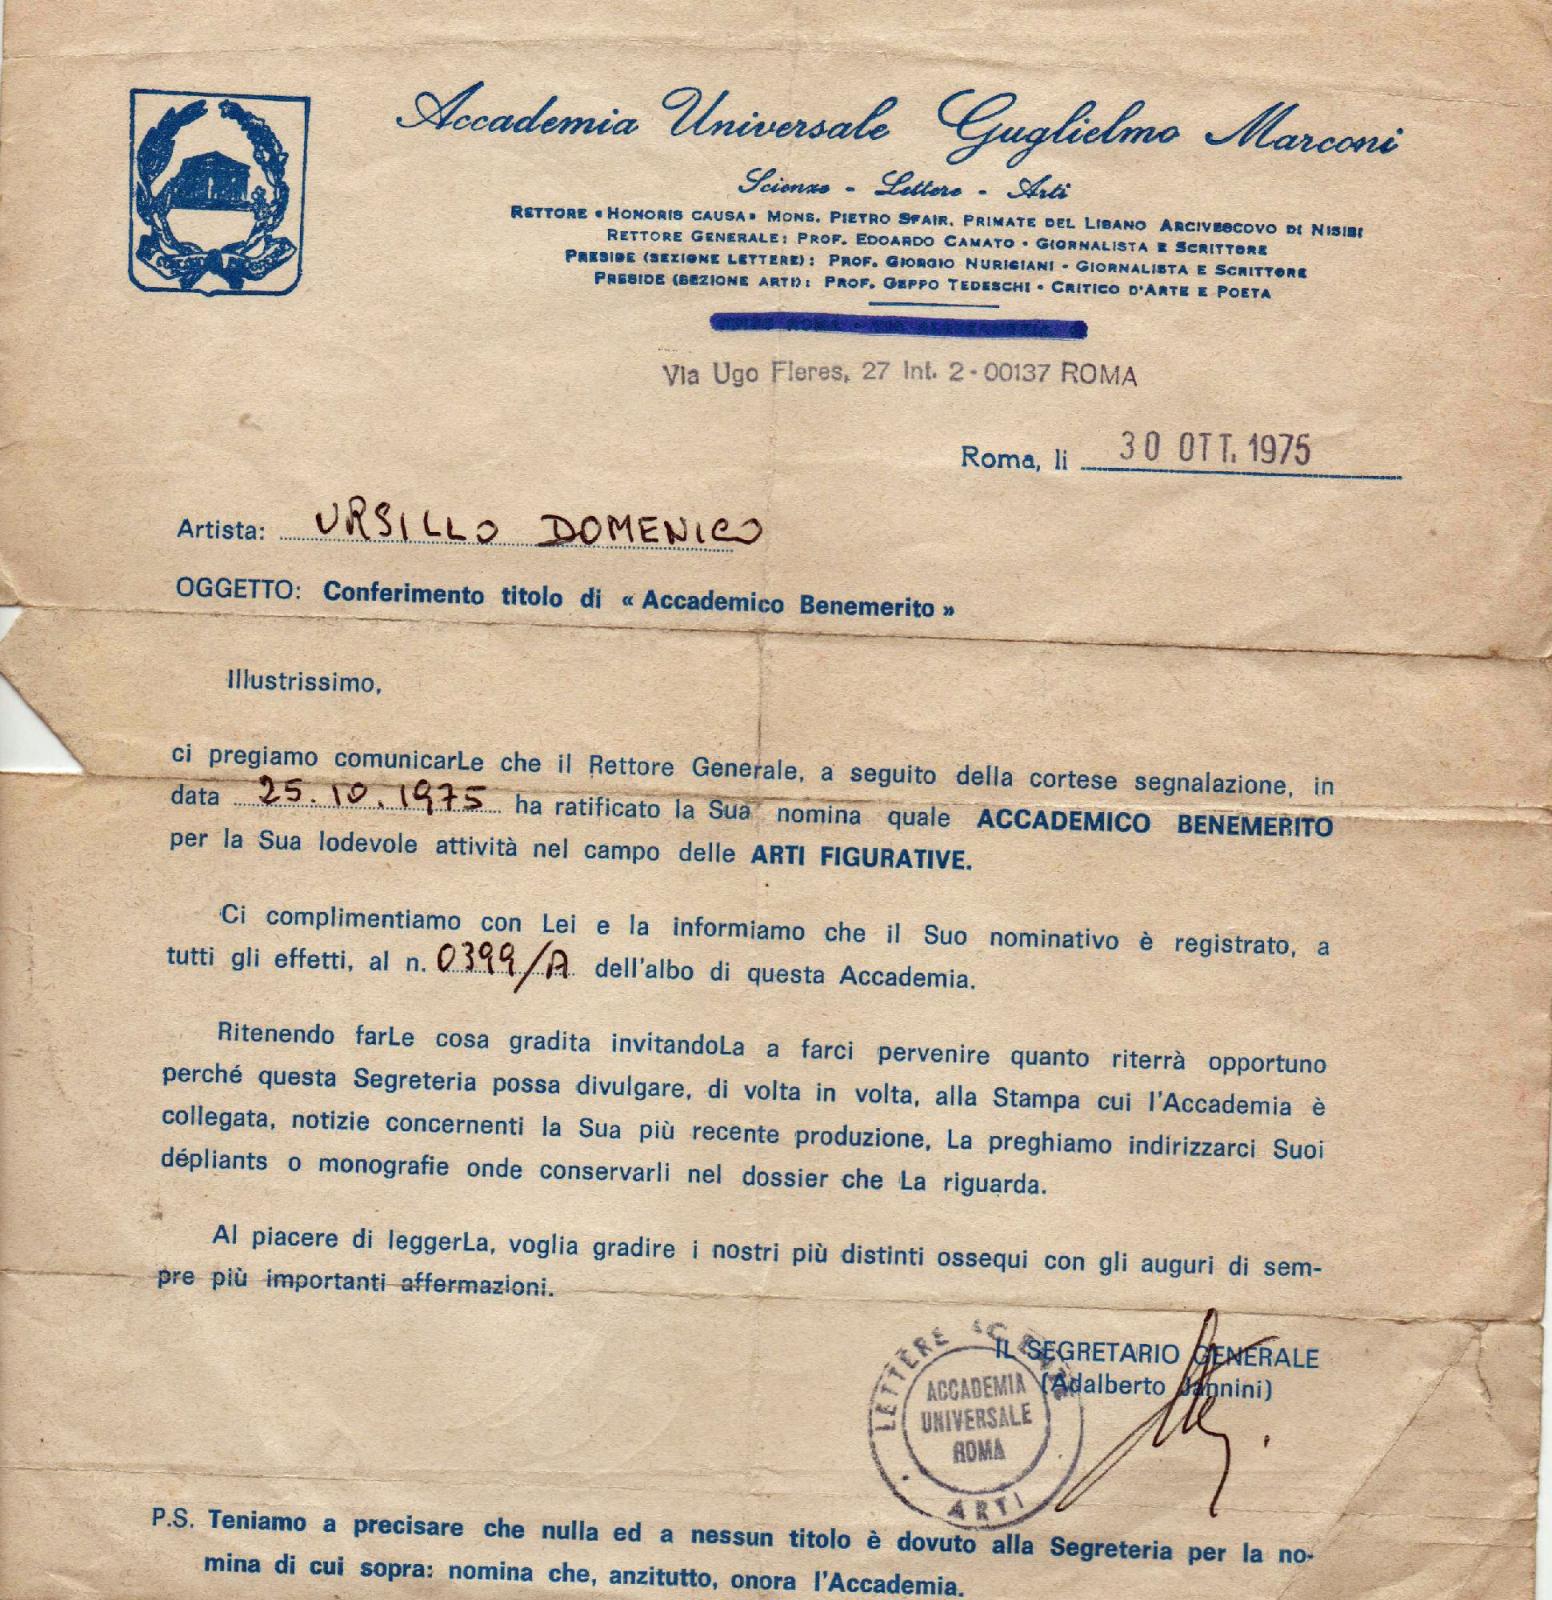 Accademia Universale Guglielmo Marconi
Scienze - Lettere - Arti
RETTORE «HONORIS CAUSA» MONS. PIETRO SFAIR, PRIMATE DEL LIBANO ARCIVESCOVO DI NISIBI
RETTORE GENERALE: PROF. EDOARDO CAMATO - GIORNALISTA E SCRITTORE
PRESIDE (SEZIONE LETTERE): PROF. GIORGIO NURIGIANI - GIORNALISTA E SCRITTORE
PRESIDE (SEZIONE ARTI): PROF. GEPPO TEDESCHI - CRITICO D'ARTE E POETA
Via Ugo Fleres, 27 Int. 2 - 00137 ROMA
Roma, li 30 OTT. 1975
Artista: URSILLO DOMENICO
OGGETTO: Conferimento titolo di « Accademico Benemerito »
Illustrissimo,
ci pregiamo comunicarLe che il Rettore Generale, a seguito della cortese segnalazione, in
data 25.10.1975 ha ratificato la Sua nomina quale ACCADEMICO BENEMERITO
per la Sua lodevole attività nel campo delle ARTI FIGURATIVE.
Ci complimentiamo con Lei e la informiamo che il Suo nominativo è registrato, a
tutti gli effetti, al n. 0399/A dell'albo di questa Accademia.
Ritenendo farLe cosa gradita invitandoLa a farci pervenire quanto riterrà opportuno
perché questa Segreteria possa divulgare, di volta in volta, alla Stampa cui l'Accademia è
collegata, notizie concernenti la Sua più recente produzione, La preghiamo indirizzarci Suoi
dépliants o monografie onde conservarli nel dossier che La riguarda.
Al piacere di leggerLa, voglia gradire i nostri più distinti ossequi con gli auguri di sem-
pre più importanti affermazioni.
IL SEGRETARIO GENERALE
(Adalberto Jannini)
LETTERE SCIENZE
ACCADEMIA
UNIVERSALE
ROMA
ARTI
P.S. Teniamo a precisare che nulla ed a nessun titolo è dovuto alla Segreteria per la no-
mina di cui sopra: nomina che, anzitutto, onora l'Accademia.